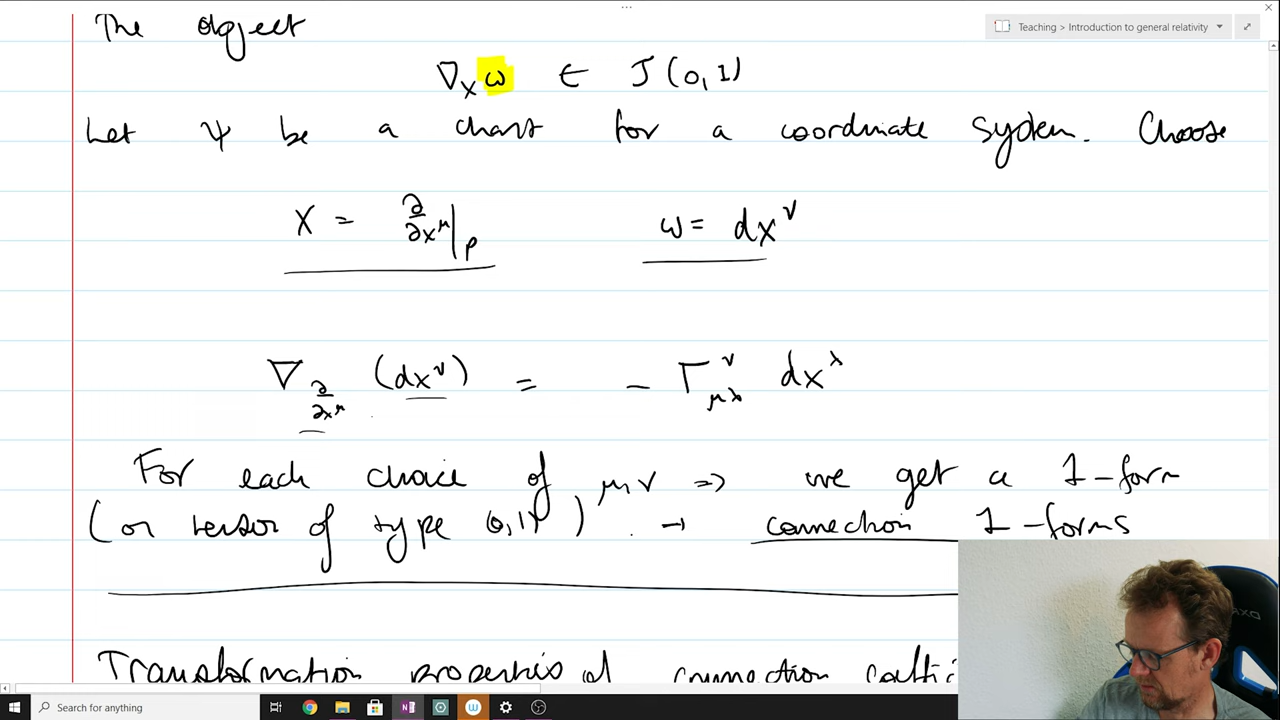 The object
Teaching > Introduction to general relativity
∇_X ω ∈ J(0,1)
Let ψ be a chart for a coordinate system. Choose
X = ∂/∂x^μ|_p    ω = dx^ν
∇_{∂/∂x^μ} (dx^ν) = - Γ^ν_{μλ} dx^λ
For each choice of μ,ν ⇒ we get a 1-form
(or tensor of type (0,1)) → connection 1-forms
Transformation properties of connection
Search for anything